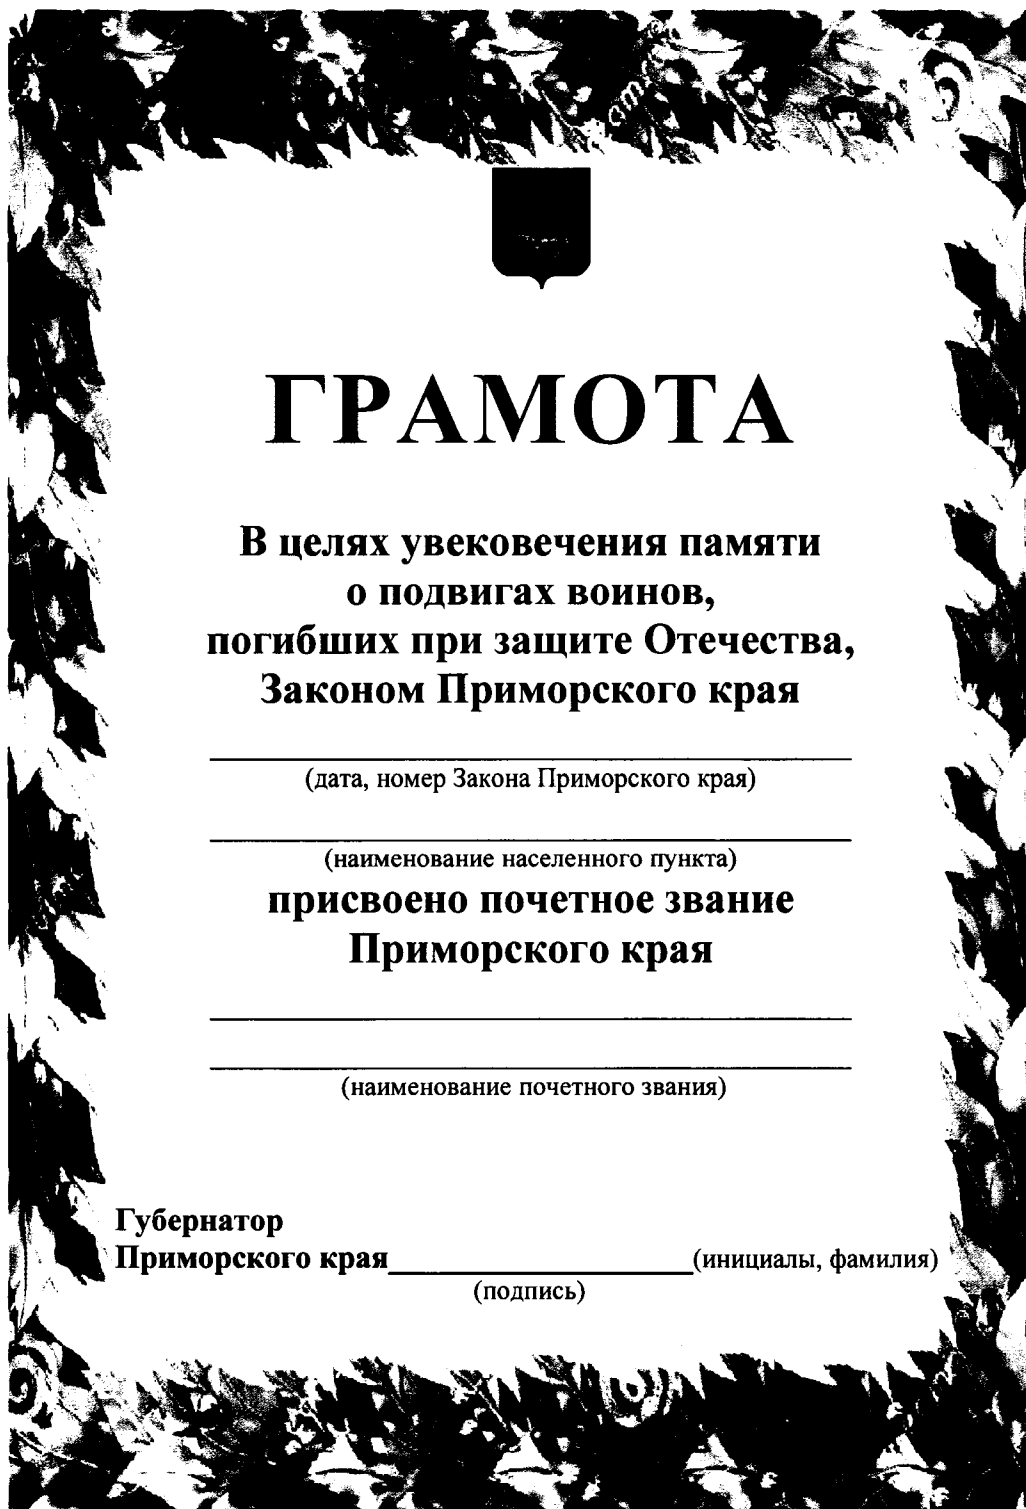 ГРАМОТА
В целях увековечения памяти
о подвигах воинов,
погибших при защите Отечества,
Законом Приморского края
(дата, номер Закона Приморского края)
(наименование населенного пункта)
присвоено почетное звание
Приморского края
(наименование почетного звания)
Губернатор
Приморского края (инициалы, фамилия)
(подпись)